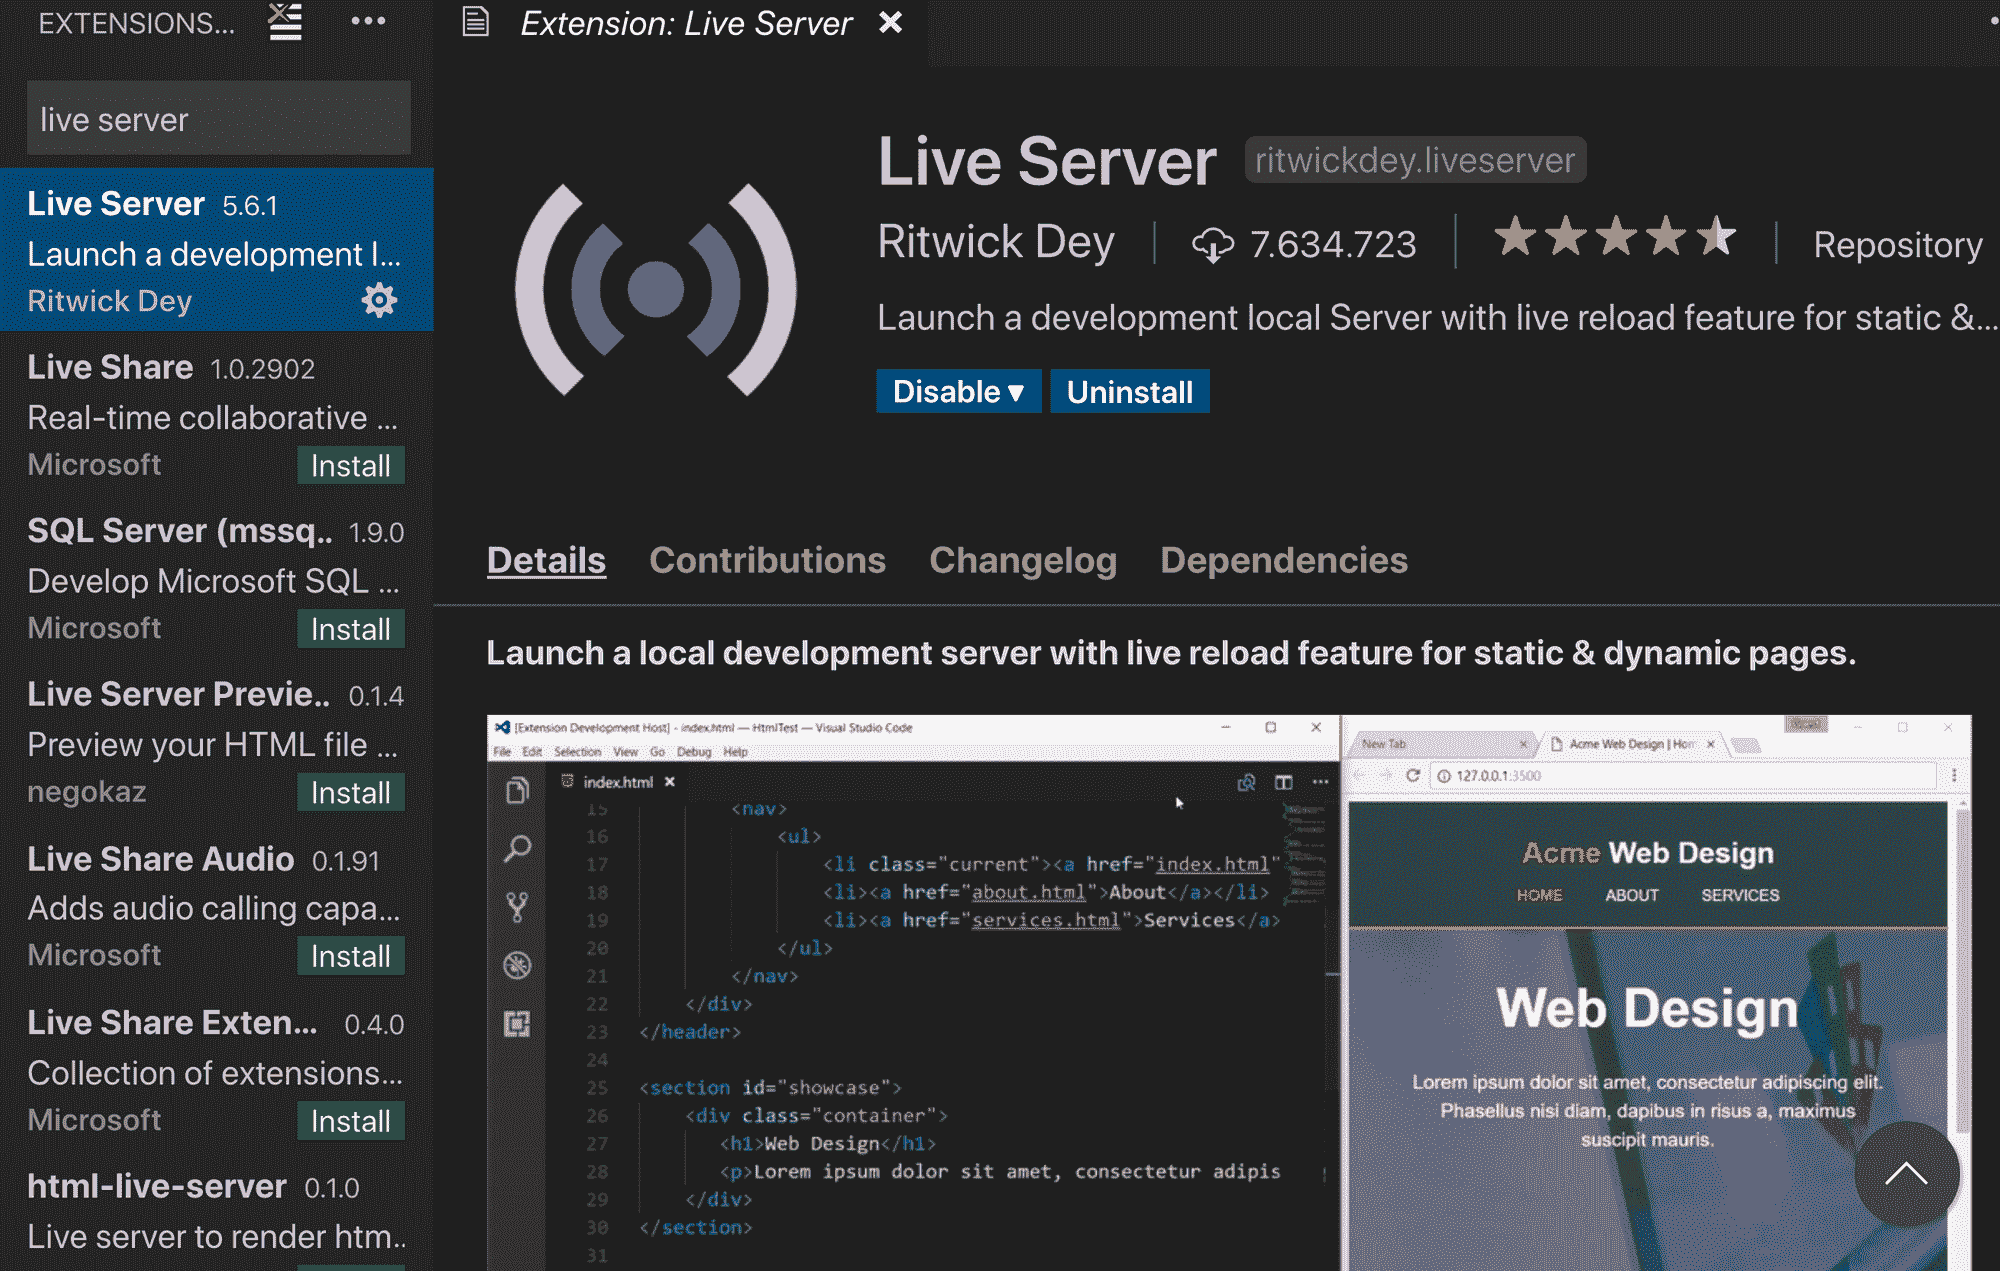 EXTENSIONS...
live server
Live Server 5.6.1
Launch a development l...
Ritwick Dey
Live Share 1.0.2902
Real-time collaborative ...
Microsoft Install
SQL Server (mssq.. 1.9.0
Develop Microsoft SQL ...
Microsoft Install
Live Server Previe.. 0.1.4
Preview your HTML file ...
negokaz Install
Live Share Audio 0.1.91
Adds audio calling capa...
Microsoft Install
Live Share Exten... 0.4.0
Collection of extensions...
Microsoft Install
html-live-server 0.1.0
Live server to render htm..
Extension: Live Server
Live Server ritwickdey.liveserver
Ritwick Dey 7.634.723 Repository
Launch a development local Server with live reload feature for static &...
Disable Uninstall
Details Contributions Changelog Dependencies
Launch a local development server with live reload feature for static & dynamic pages.
[Extension Development Host] - index.html — HtmlTest — Visual Studio Code
File Edit Selection View Go Debug Help
index.html
15 <nav>
16 <ul>
17 <li class="current"><a href="index.html"
18 <li><a href="about.html">About</a></li>
19 <li><a href="services.html">Services</a>
20 </ul>
21 </nav>
22 </div>
23 </header>
24
25 <section id="showcase">
26 <div class="container">
27 <h1>Web Design</h1>
28 <p>Lorem ipsum dolor sit amet, consectetur adipis
29 </div>
30 </section>
31
New Tab Acme Web Design | Hom
127.0.0.1:3500
Acme Web Design
HOME ABOUT SERVICES
Web Design
Lorem ipsum dolor sit amet, consectetur adipiscing elit.
Phasellus nisi diam, dapibus in risus a, maximus
suscipit mauris.